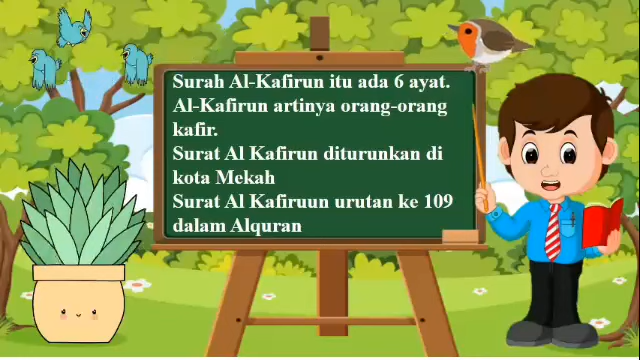 Surah Al-Kafirun itu ada 6 ayat.
Al-Kafirun artinya orang-orang
kafir.
Surat Al Kafirun diturunkan di
kota Mekah
Surat Al Kafiruun urutan ke 109
dalam Alquran